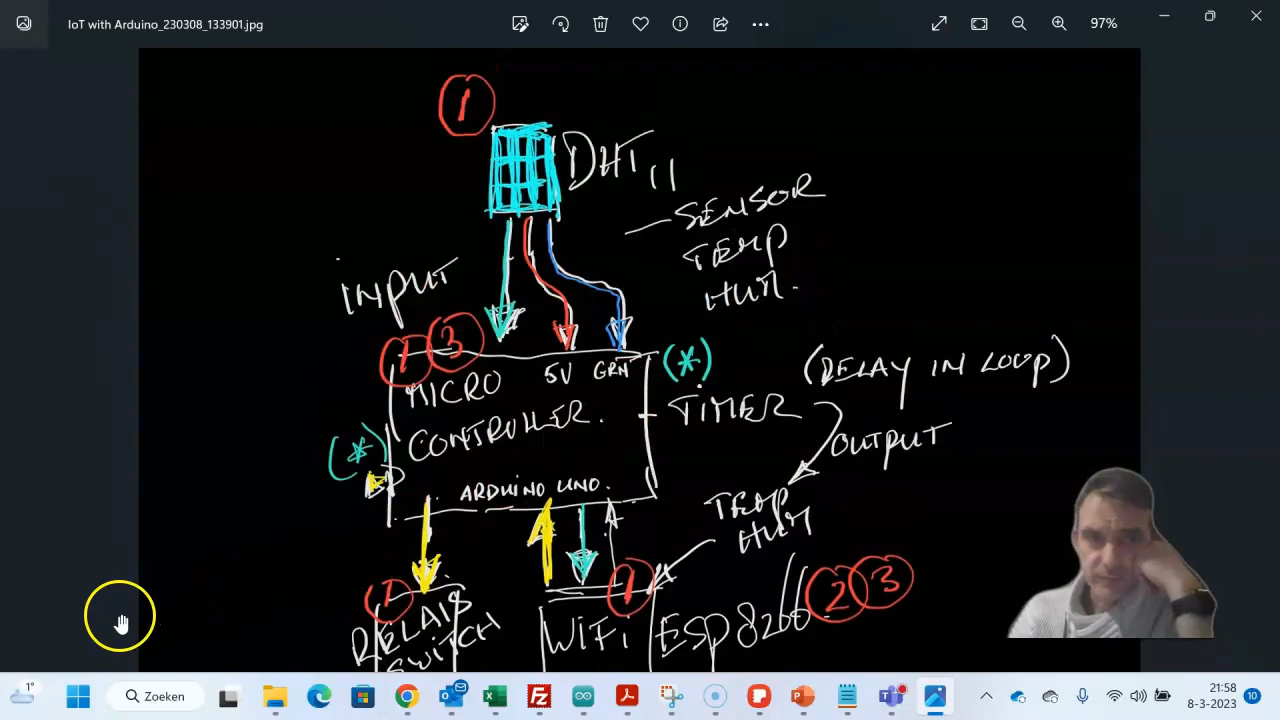 IoT with Arduino_230308_133901.jpg
97%
1
DHT11
SENSOR
TEMP
HUM.
INPUT
1 3
MICRO
CONTROLLER.
5V
GRN
(*)
TIMER
(DELAY IN LOOP)
OUTPUT
(*)
ARDUINO UNO.
TEMP
HUM
1
RELAIS
SWITCH
1
WIFI
ESP8266
2 3
1°
Zoeken
21:58
8-3-2023
10